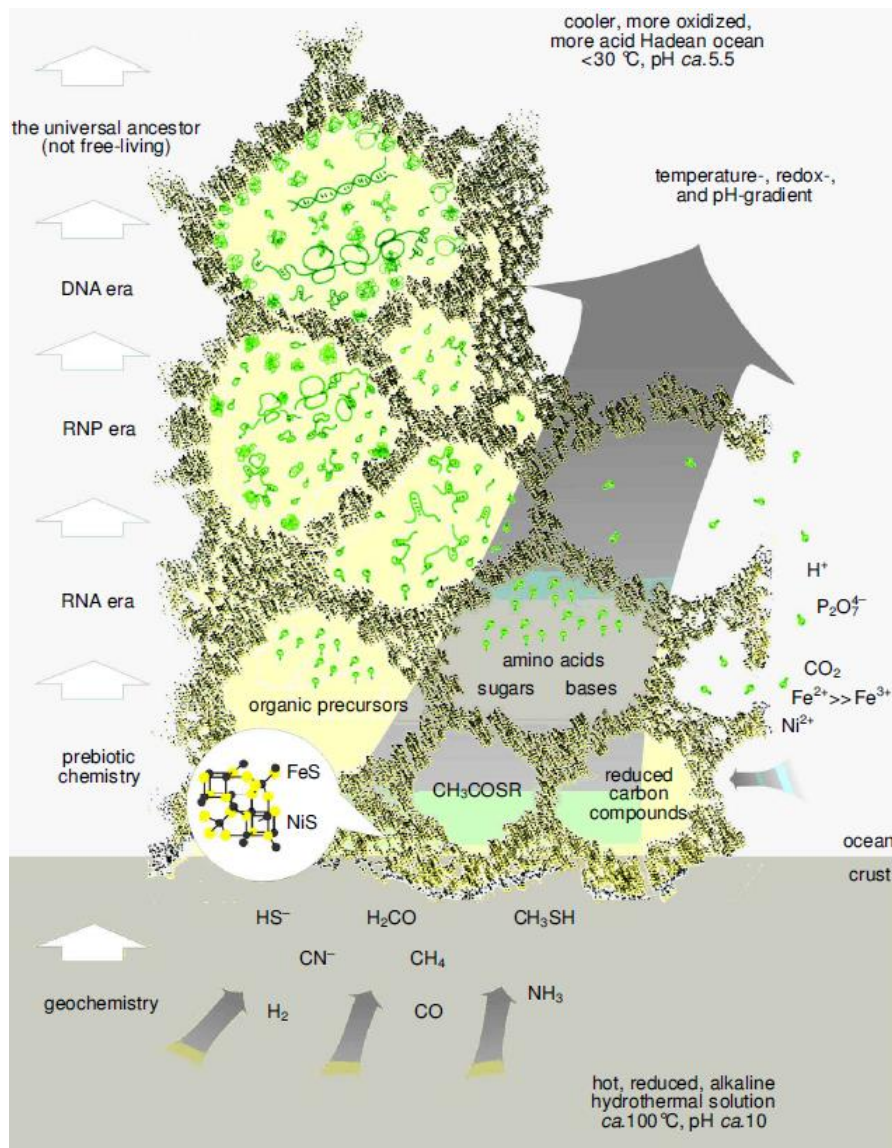 cooler, more oxidized,
more acid Hadean ocean
<30 °C, pH ca.5.5
the universal ancestor
(not free-living)
temperature-, redox-,
and pH-gradient
DNA era
RNP era
RNA era
H⁺
P₂O₇⁴⁻
amino acids
sugars bases
CO₂
Fe²⁺>>Fe³⁺
Ni²⁺
organic precursors
prebiotic
chemistry
FeS
NiS
CH₃COSR
reduced
carbon
compounds
ocean
crust
HS⁻ H₂CO CH₃SH
CN⁻ CH₄
geochemistry
H₂ CO NH₃
hot, reduced, alkaline
hydrothermal solution
ca.100°C, pH ca.10